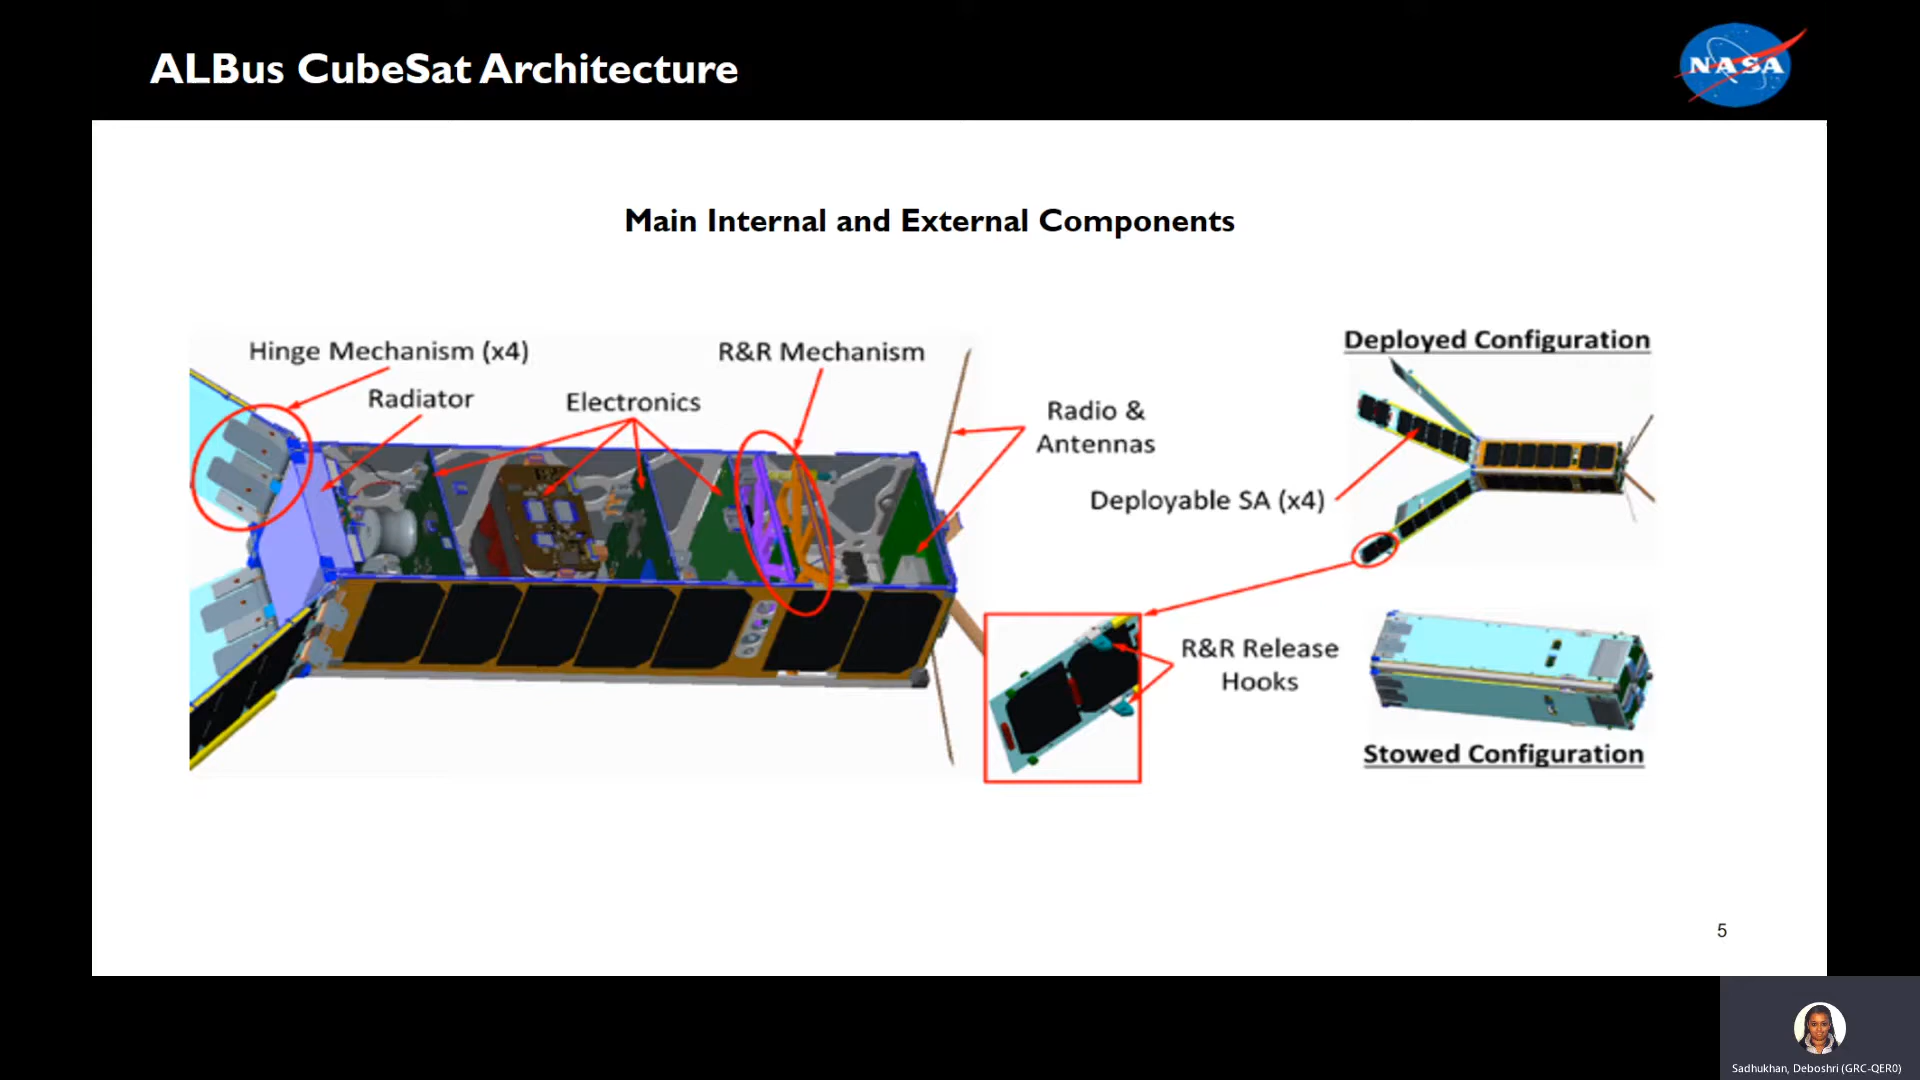 ALBus CubeSat Architecture
NASA
Main Internal and External Components
Hinge Mechanism (x4)
Radiator
Electronics
R&R Mechanism
Radio &
Antennas
Deployed Configuration
Deployable SA (x4)
R&R Release
Hooks
Stowed Configuration
5
Sadhukhan, Deboshri (GRC-QER0)